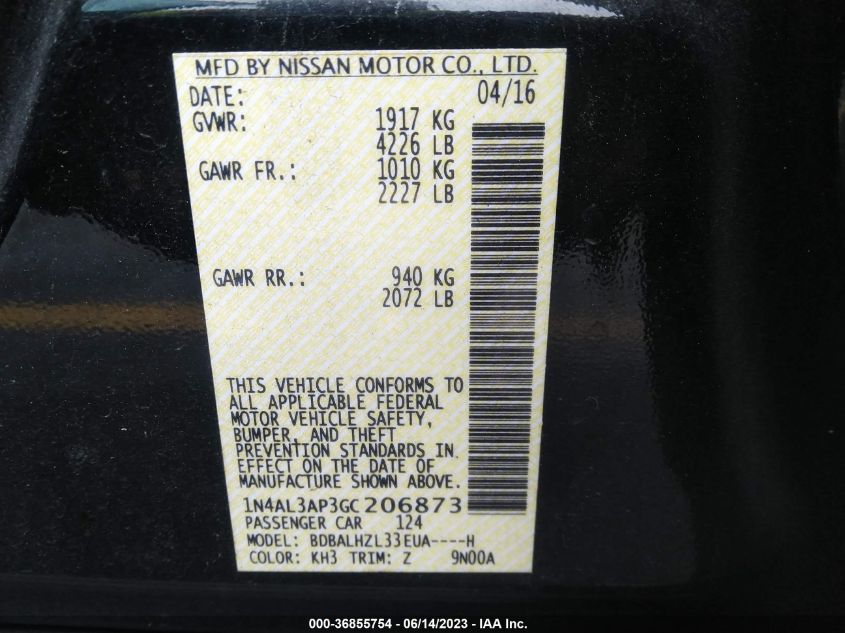 MFD BY NISSAN MOTOR CO., LTD.
DATE: 04/16
GVWR: 1917 KG
4226 LB
GAWR FR.: 1010 KG
2227 LB
GAWR RR.: 940 KG
2072 LB
THIS VEHICLE CONFORMS TO
ALL APPLICABLE FEDERAL
MOTOR VEHICLE SAFETY,
BUMPER, AND THEFT
PREVENTION STANDARDS IN
EFFECT ON THE DATE OF
MANUFACTURE SHOWN ABOVE.
1N4AL3AP3GC206873
PASSENGER CAR 124
MODEL: BDBALHZL33EUA----H
COLOR: KH3 TRIM: Z 9N00A
000-36855754 - 06/14/2023 - IAA Inc.